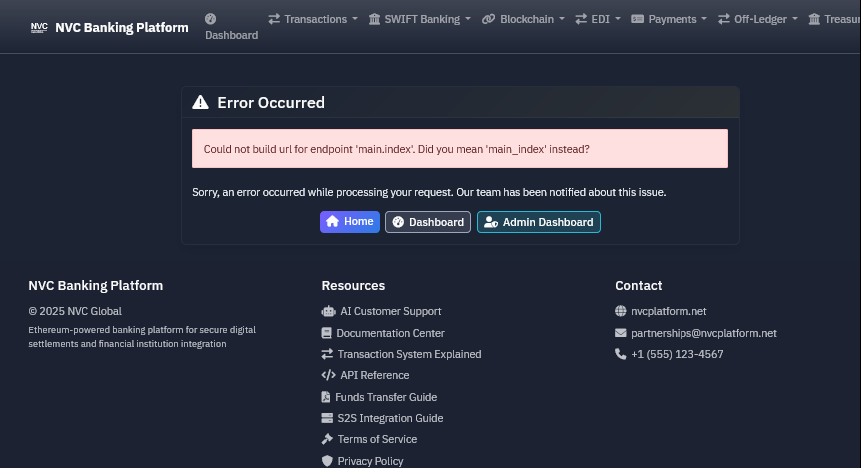 NVC
NVC Banking Platform
Dashboard
Transactions
SWIFT Banking
Blockchain
EDI
Payments
Off-Ledger
Treasu
Error Occurred
Could not build url for endpoint 'main.index'. Did you mean 'main_index' instead?
Sorry, an error occurred while processing your request. Our team has been notified about this issue.
Home
Dashboard
Admin Dashboard
NVC Banking Platform
© 2025 NVC Global
Ethereum-powered banking platform for secure digital
settlements and financial institution integration
Resources
AI Customer Support
Documentation Center
Transaction System Explained
API Reference
Funds Transfer Guide
S2S Integration Guide
Terms of Service
Privacy Policy
Contact
nvcplatform.net
partnerships@nvcplatform.net
+1 (555) 123-4567